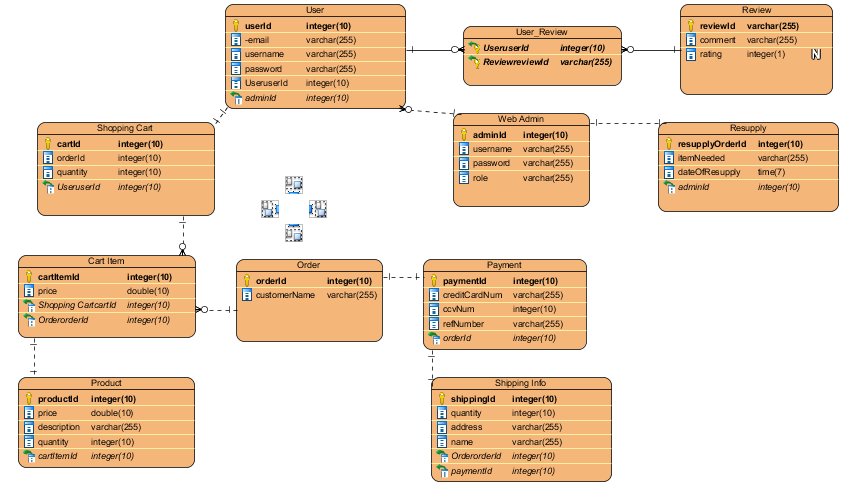 User
userId integer(10)
-email varchar(255)
username varchar(255)
password varchar(255)
UseruserId integer(10)
adminId integer(10)
User_Review
UseruserId integer(10)
ReviewreviewId varchar(255)
Review
reviewId varchar(255)
comment varchar(255)
rating integer(1)
N
Shopping Cart
cartId integer(10)
orderId integer(10)
quantity integer(10)
UseruserId integer(10)
Web Admin
adminId integer(10)
username varchar(255)
password varchar(255)
role varchar(255)
Resupply
resupplyOrderId integer(10)
itemNeeded varchar(255)
dateOfResupply time(7)
adminId integer(10)
Cart Item
cartItemId integer(10)
price double(10)
Shopping CartcartId integer(10)
OrderorderId integer(10)
Order
orderId integer(10)
customerName varchar(255)
Payment
paymentId integer(10)
creditCardNum varchar(255)
ccvNum integer(10)
refNumber varchar(255)
orderId integer(10)
Product
productId integer(10)
price double(10)
description varchar(255)
quantity integer(10)
cartItemId integer(10)
Shipping Info
shippingId integer(10)
quantity integer(10)
address varchar(255)
name varchar(255)
OrderorderId integer(10)
paymentId integer(10)